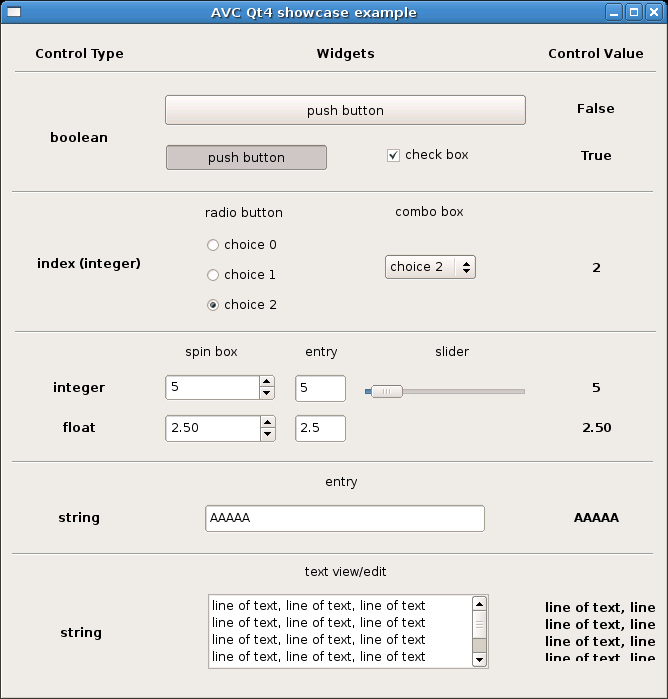 AVC Qt4 showcase example
Control Type Widgets Control Value
push button False
boolean
push button check box True
radio button combo box
choice 0
index (integer) choice 1 choice 2 2
choice 2
spin box entry slider
integer 5 5 5
float 2.50 2.5 2.50
entry
string AAAAA AAAAA
text view/edit
line of text, line of text, line of text line of text, line
line of text, line of text, line of text line of text, line
string
line of text, line of text, line of text line of text, line
line of text, line of text, line of text line of text, line